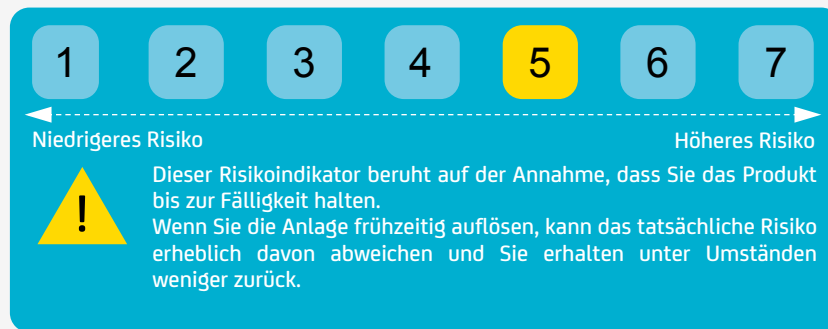 1 2 3 4 5 6 7
Niedrigeres Risiko Höheres Risiko
!
Dieser Risikoindikator beruht auf der Annahme, dass Sie das Produkt
bis zur Fälligkeit halten.
Wenn Sie die Anlage frühzeitig auflösen, kann das tatsächliche Risiko
erheblich davon abweichen und Sie erhalten unter Umständen
weniger zurück.